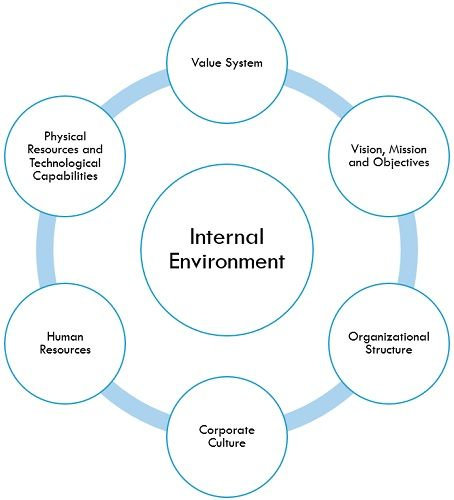 Value System
Vision, Mission
and Objectives
Organizational
Structure
Corporate
Culture
Human
Resources
Physical
Resources and
Technological
Capabilities
Internal
Environment